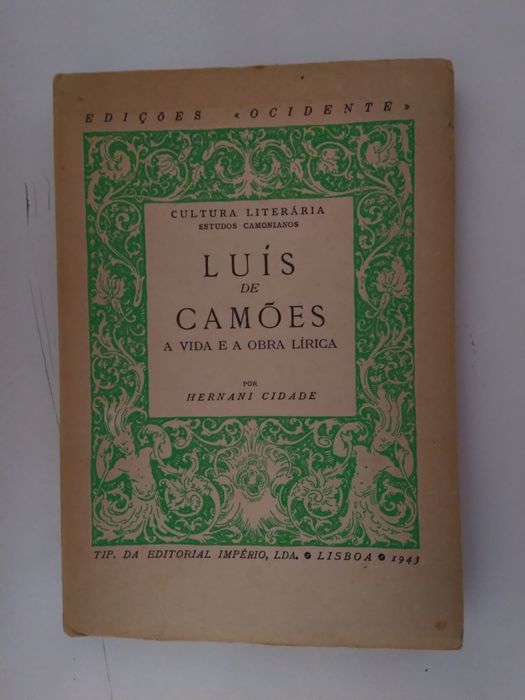 EDIÇÕES «OCIDENTE»
CULTURA LITERÁRIA
ESTUDOS CAMONIANOS
LUÍS
DE
CAMÕES
A VIDA E A OBRA LÍRICA
POR
HERNANI CIDADE
TIP. DA EDITORIAL IMPÉRIO, LDA. • LISBOA • 1943